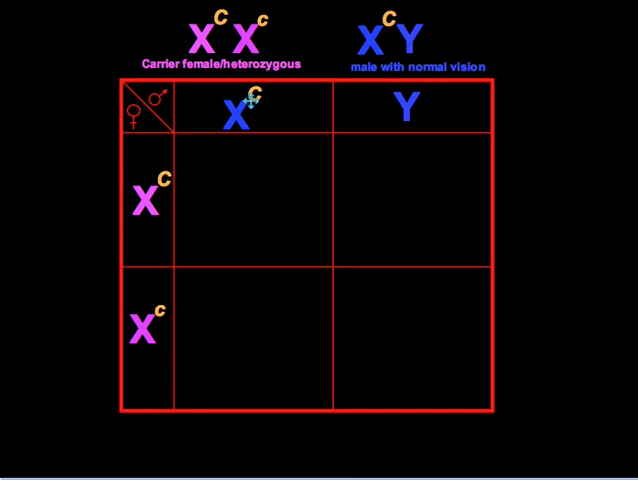 X^C X^c X^C Y
Carrier female/heterozygous male with normal vision
X^C Y
X^C
X^c